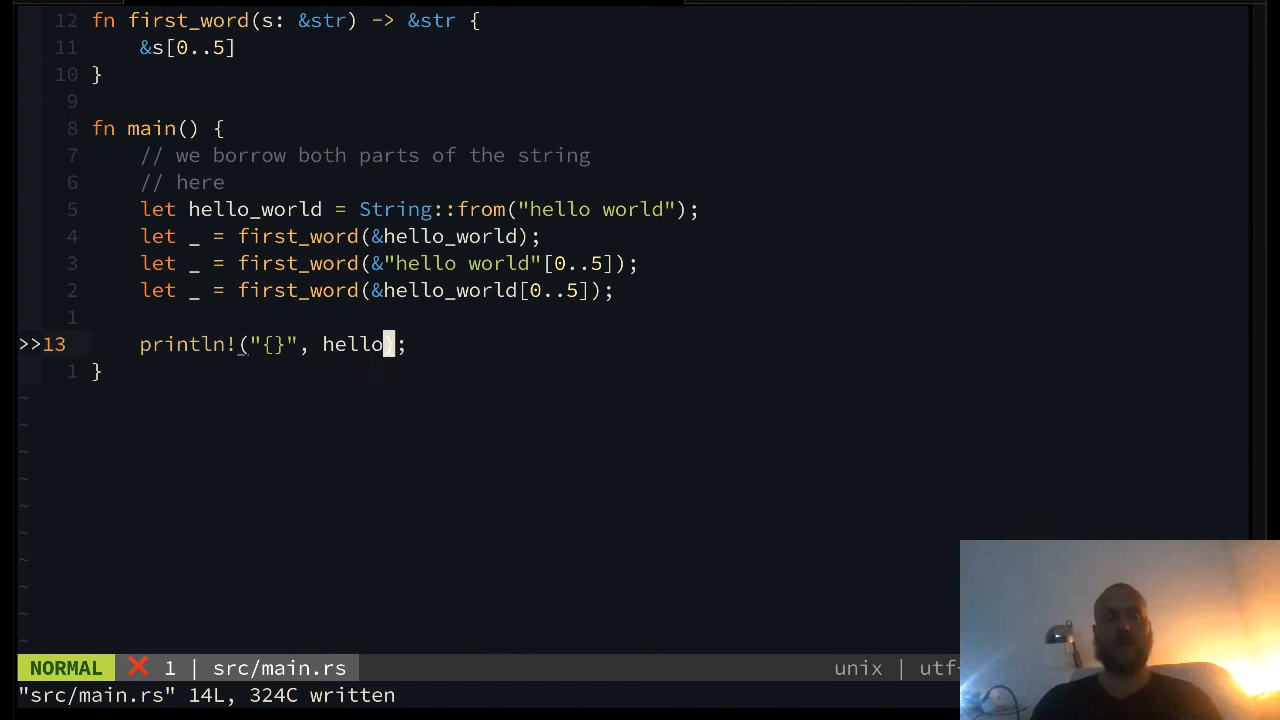 12 fn first_word(s: &str) -> &str {
11     &s[0..5]
10 }
9
8 fn main() {
7     // we borrow both parts of the string
6     // here
5     let hello_world = String::from("hello world");
4     let _ = first_word(&hello_world);
3     let _ = first_word(&"hello world"[0..5]);
2     let _ = first_word(&hello_world[0..5]);
1
>>13     println!("{}", hello);
1 }
~
~
~
~
~
~
~
~
~
~
NORMAL ❌ 1 | src/main.rs unix | utf-
"src/main.rs" 14L, 324C written